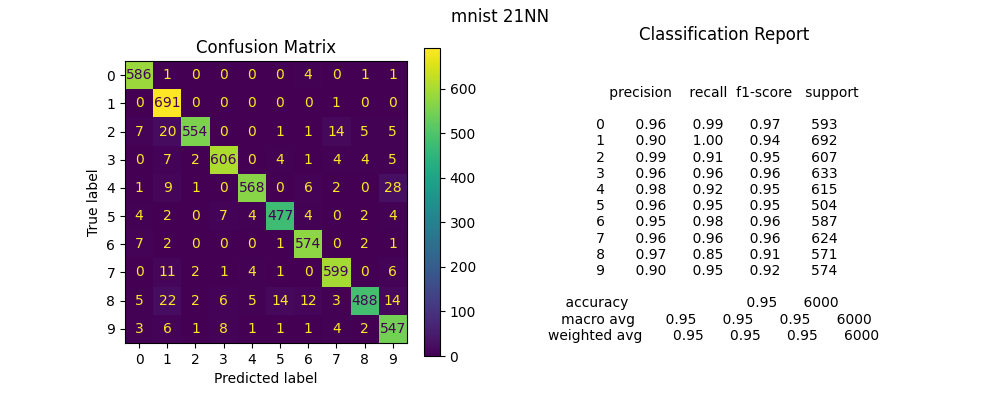 mnist 21NN
Confusion Matrix
0 586 1 0 0 0 0 4 0 1 1
1 0 691 0 0 0 0 0 1 0 0
2 7 20 554 0 0 1 1 14 5 5
3 0 7 2 606 0 4 1 4 4 5
4 1 9 1 0 568 0 6 2 0 28
5 4 2 0 7 4 477 4 0 2 4
6 7 2 0 0 0 1 574 0 2 1
7 0 11 2 1 4 1 0 599 0 6
8 5 22 2 6 5 14 12 3 488 14
9 3 6 1 8 1 1 1 4 2 547
0 1 2 3 4 5 6 7 8 9
Predicted label
True label
600
500
400
300
200
100
0
Classification Report
precision recall f1-score support
0 0.96 0.99 0.97 593
1 0.90 1.00 0.94 692
2 0.99 0.91 0.95 607
3 0.96 0.96 0.96 633
4 0.98 0.92 0.95 615
5 0.96 0.95 0.95 504
6 0.95 0.98 0.96 587
7 0.96 0.96 0.96 624
8 0.97 0.85 0.91 571
9 0.90 0.95 0.92 574
accuracy 0.95 6000
macro avg 0.95 0.95 0.95 6000
weighted avg 0.95 0.95 0.95 6000